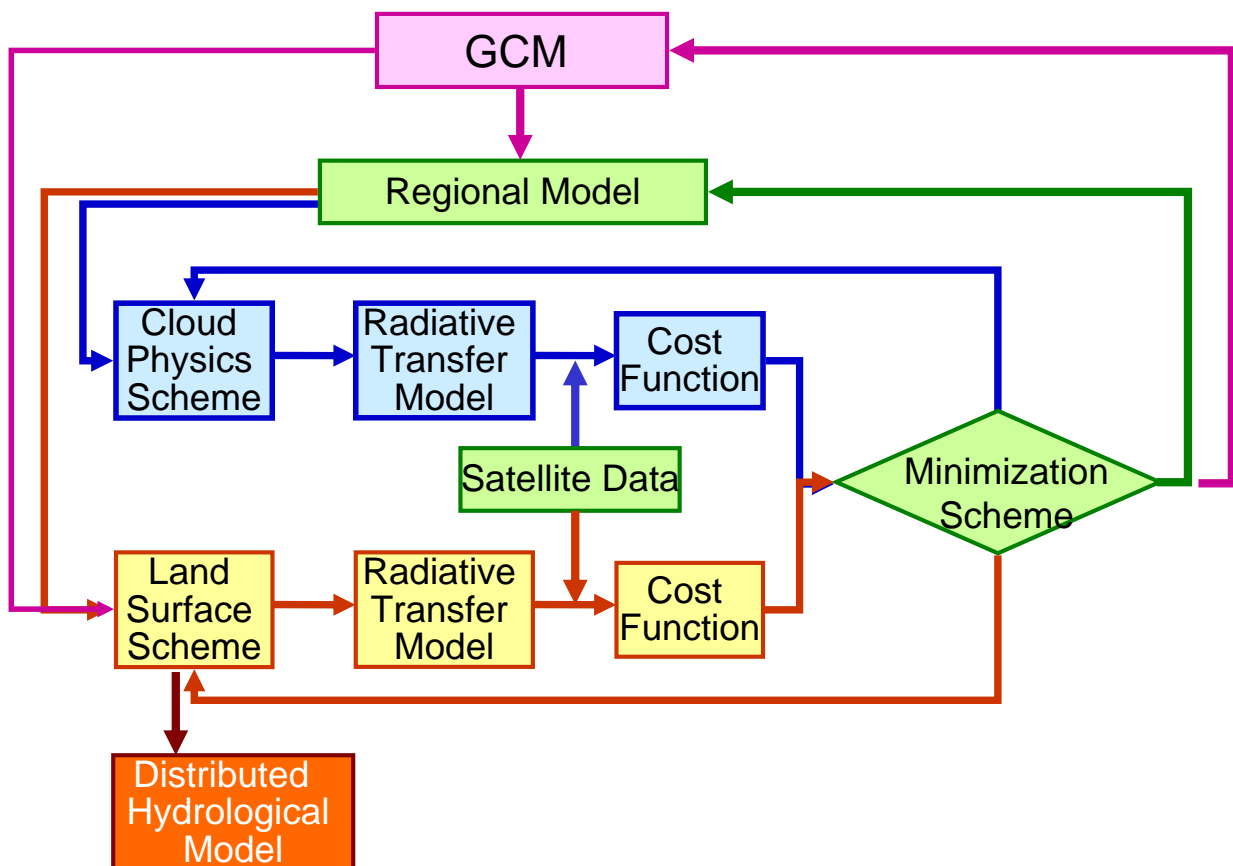 GCM
Regional Model
Cloud
Physics
Scheme
Radiative
Transfer
Model
Cost
Function
Satellite Data
Minimization
Scheme
Land
Surface
Scheme
Radiative
Transfer
Model
Cost
Function
Distributed
Hydrological
Model